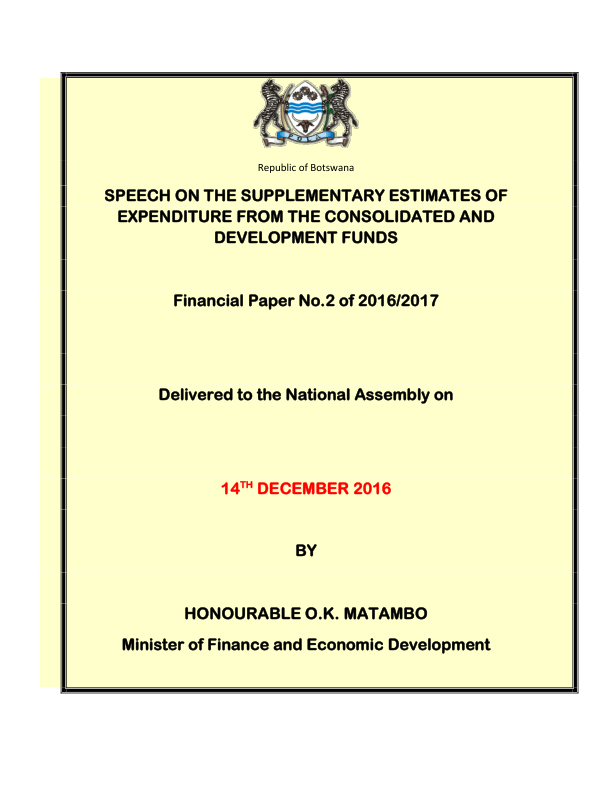 Republic of Botswana
SPEECH ON THE SUPPLEMENTARY ESTIMATES OF
EXPENDITURE FROM THE CONSOLIDATED AND
DEVELOPMENT FUNDS
Financial Paper No.2 of 2016/2017
Delivered to the National Assembly on
14TH DECEMBER 2016
BY
HONOURABLE O.K. MATAMBO
Minister of Finance and Economic Development